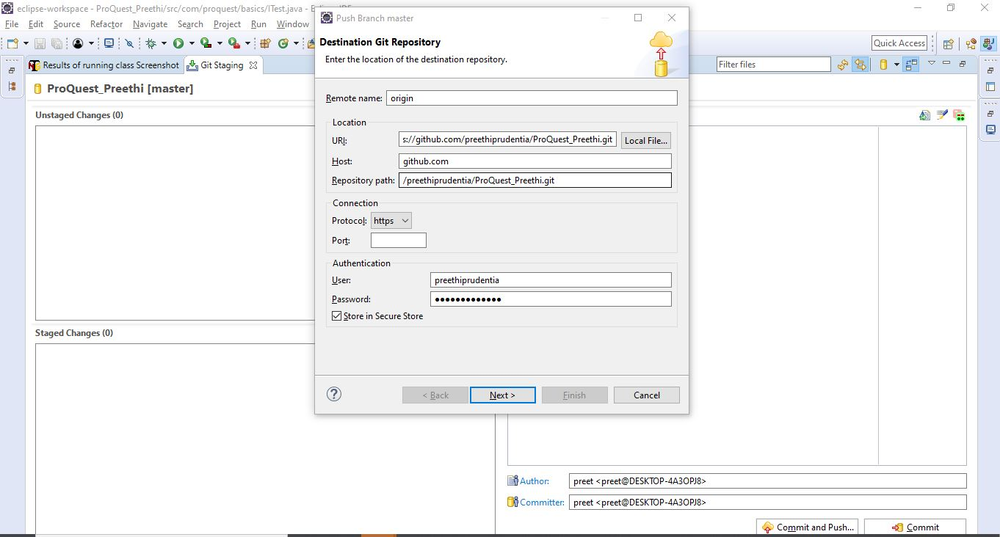 eclipse-workspace - ProQuest_Preethi/src/com/proquest/basics/ITest.java - Eclipse IDE
File Edit Source Refactor Navigate Search Project Run Window
Quick Access
Results of running class Screenshot
Git Staging
Filter files
ProQuest_Preethi [master]
Unstaged Changes (0)
Staged Changes (0)
Push Branch master
Destination Git Repository
Enter the location of the destination repository.
Remote name: origin
Location
URI: s://github.com/preethiprudentia/ProQuest_Preethi.git Local File...
Host: github.com
Repository path: /preethiprudentia/ProQuest_Preethi.git
Connection
Protocol: https
Port:
Authentication
User: preethiprudentia
Password: ●●●●●●●●●●●●●
Store in Secure Store
< Back Next > Finish Cancel
Author: preet <preet@DESKTOP-4A3OPJ8>
Committer: preet <preet@DESKTOP-4A3OPJ8>
Commit and Push... Commit